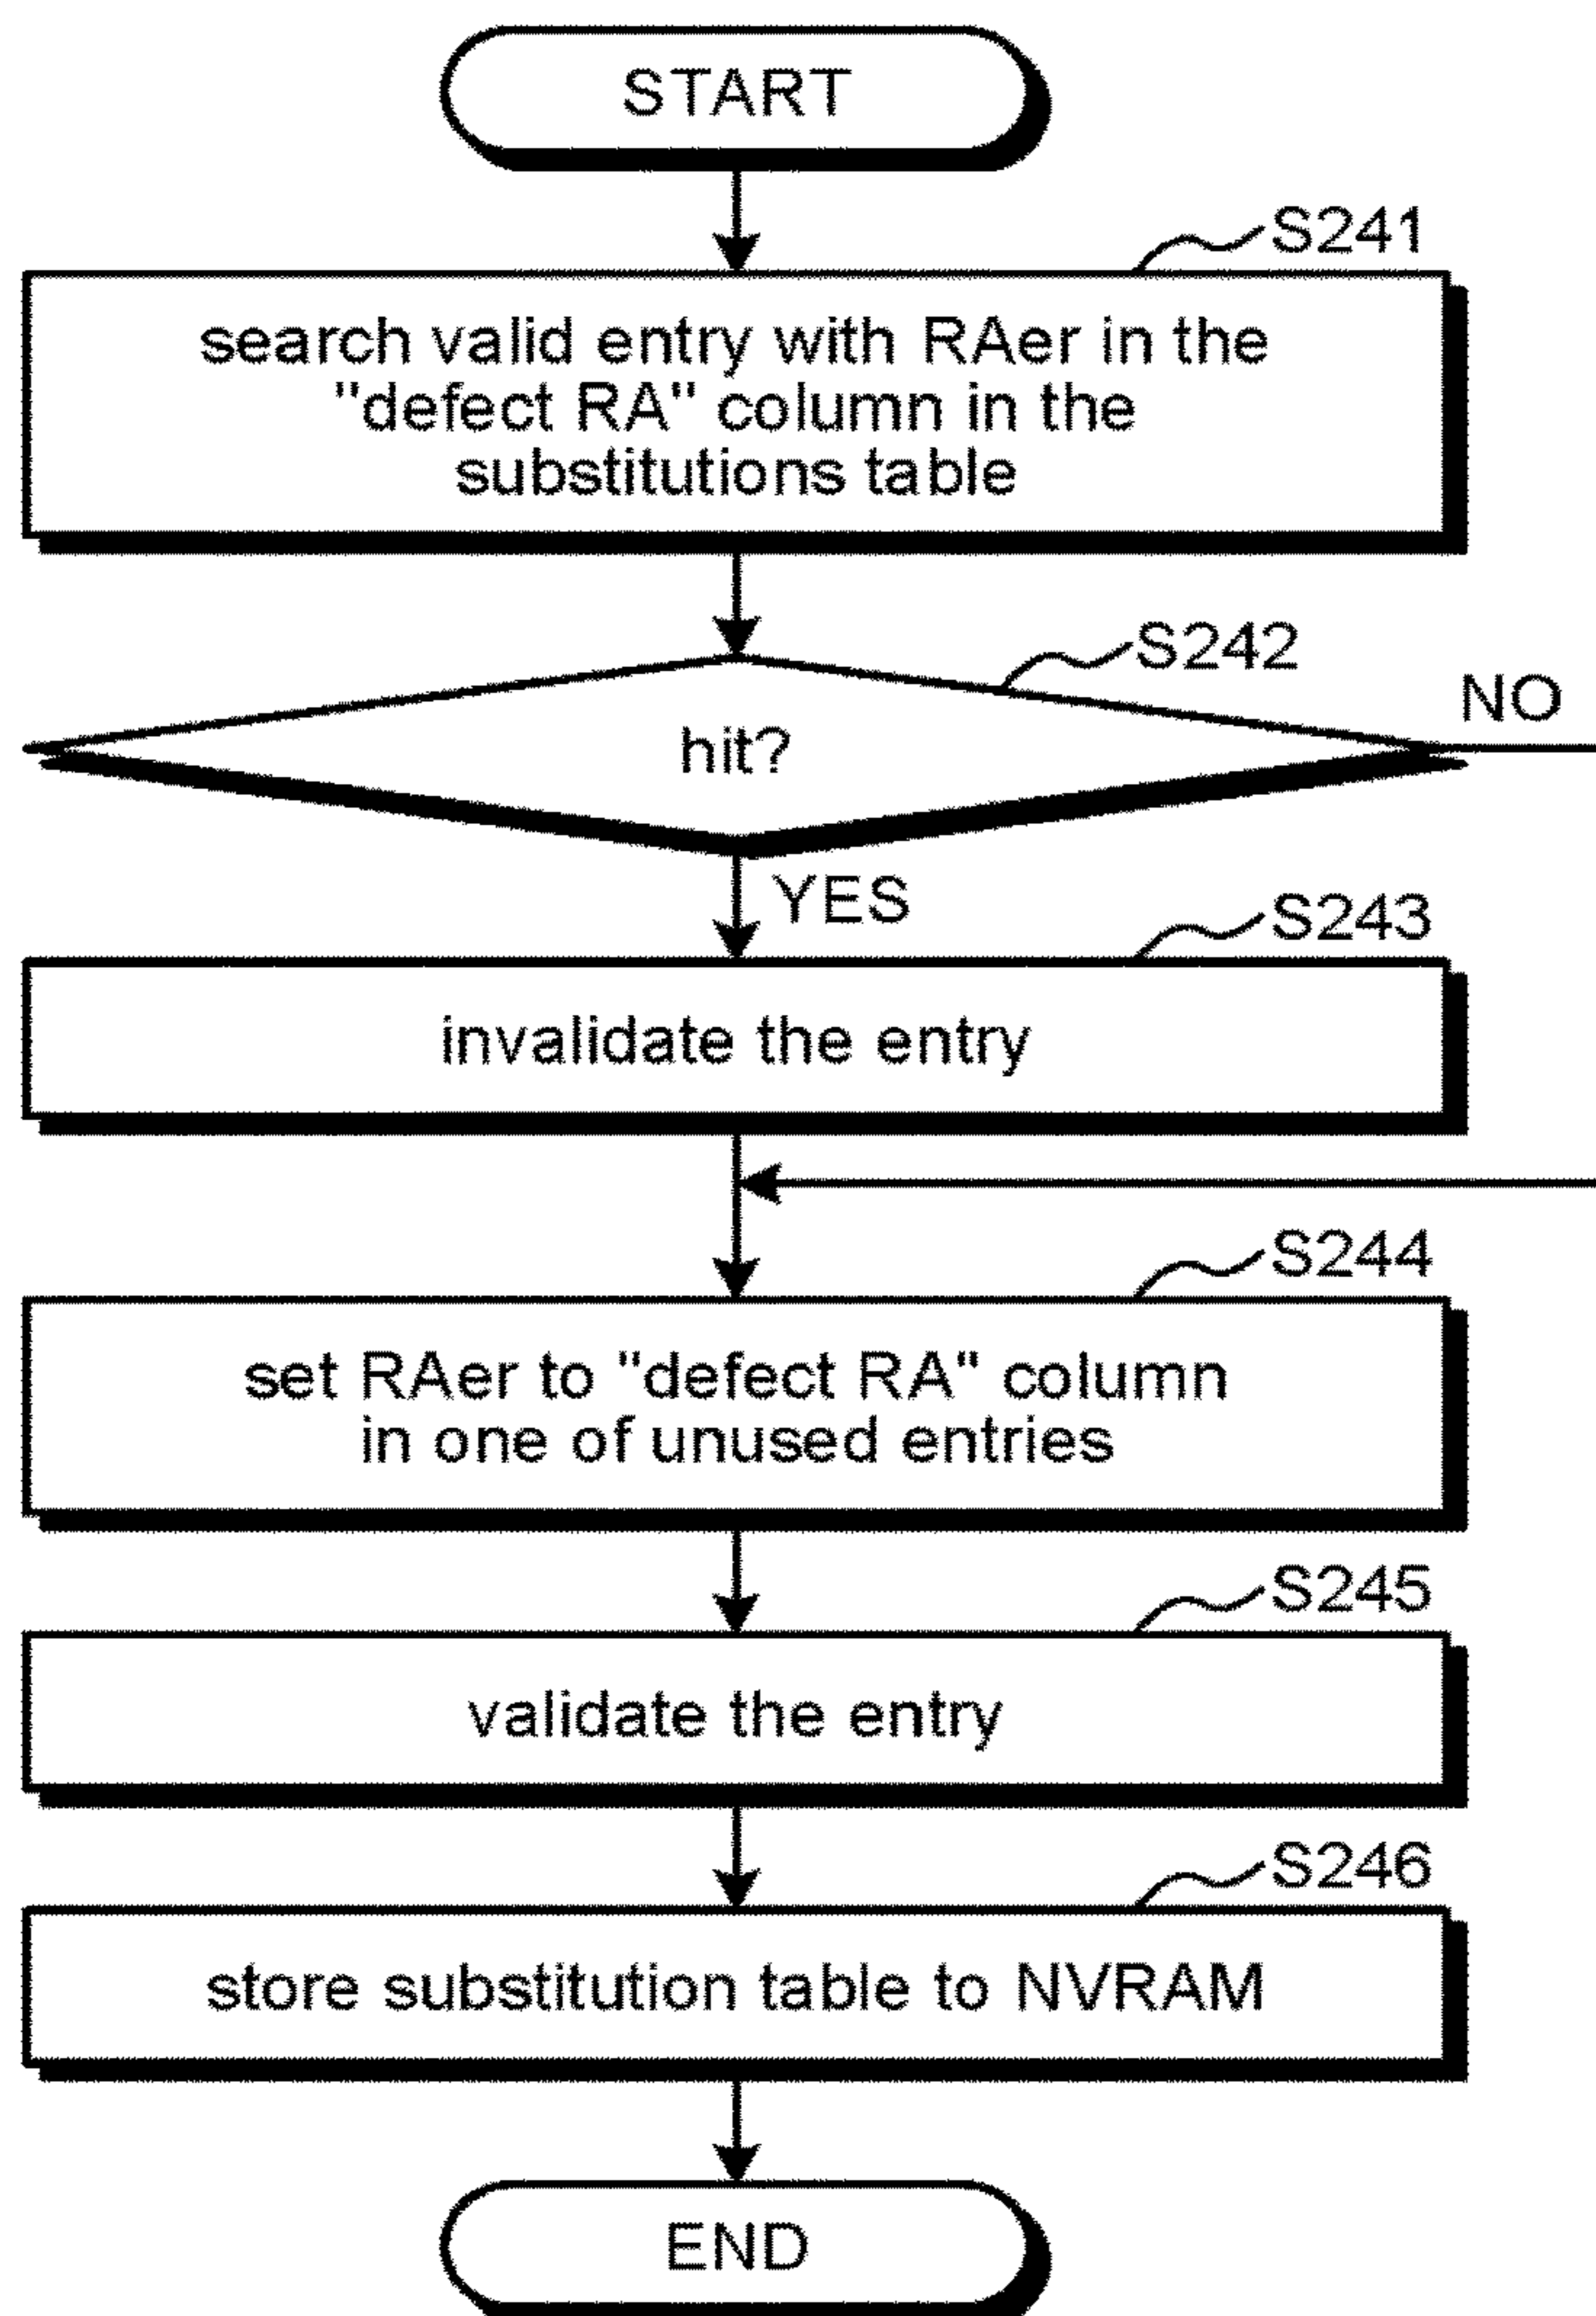 START
S241
search valid entry with RAer in the
"defect RA" column in the
substitutions table
S242
hit?
NO
YES
S243
invalidate the entry
S244
set RAer to "defect RA" column
in one of unused entries
S245
validate the entry
S246
store substitution table to NVRAM
END